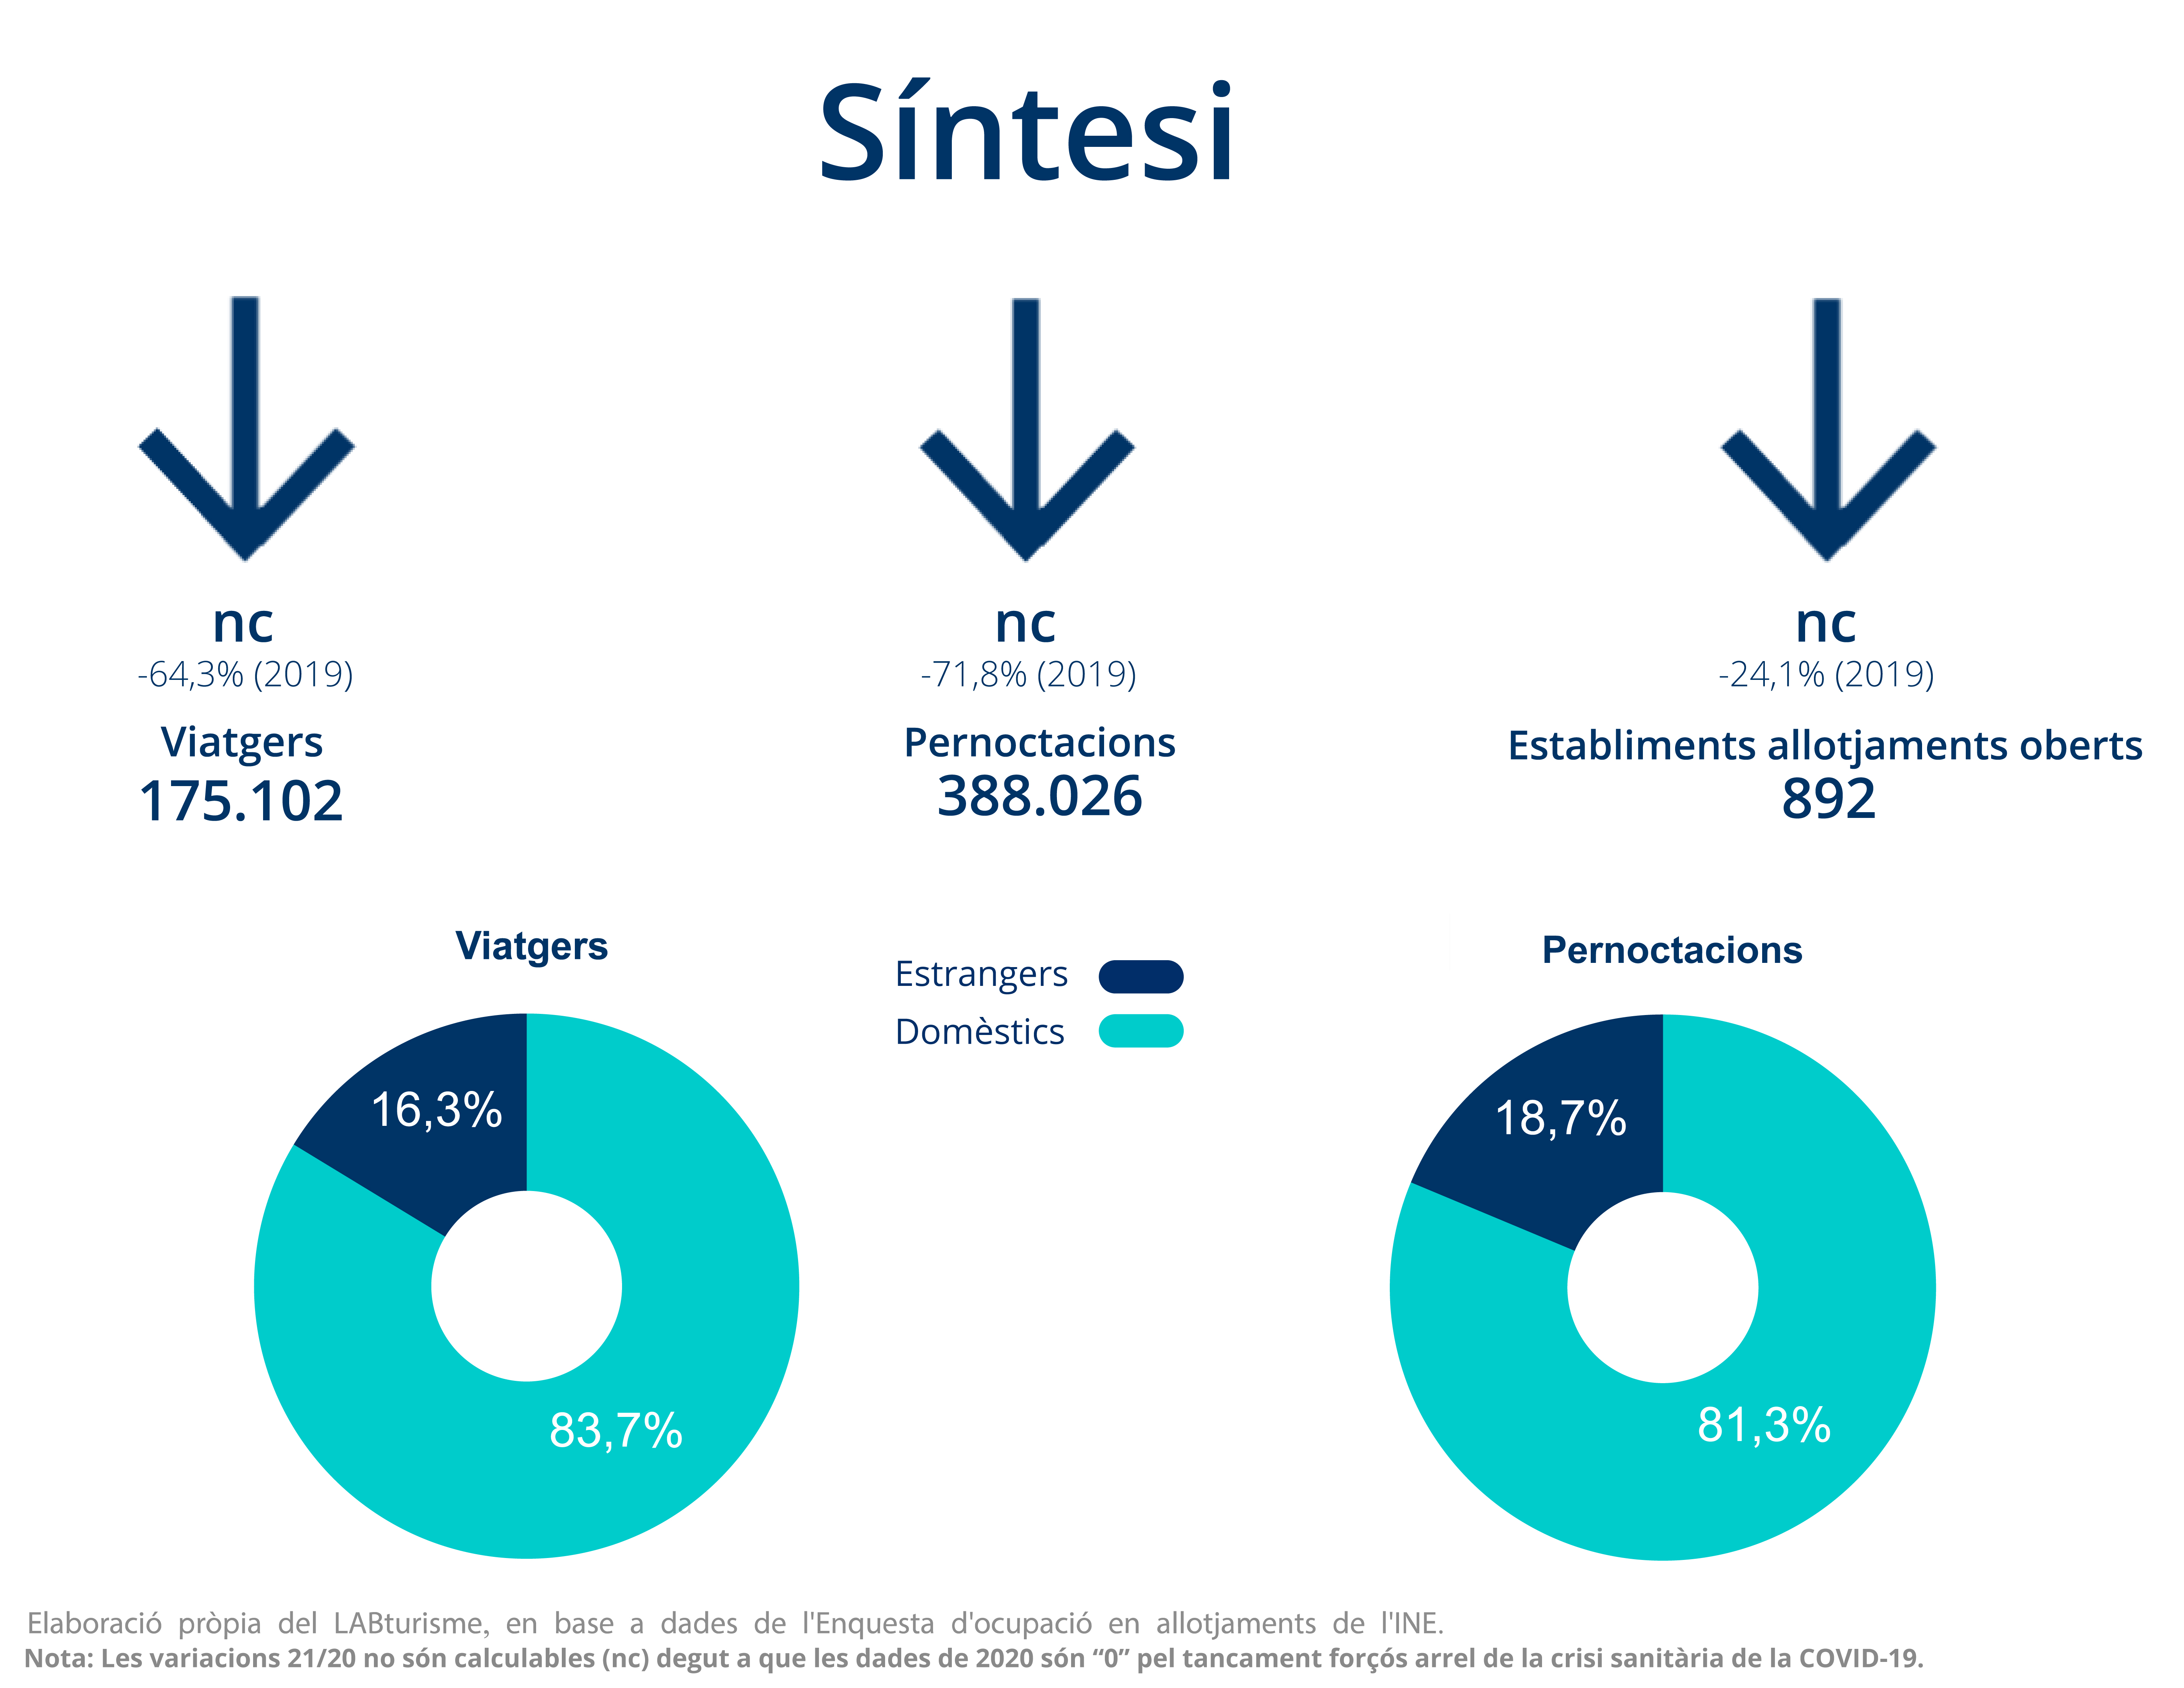 Síntesi
nc
-64,3% (2019)
Viatgers
175.102
nc
-71,8% (2019)
Pernoctacions
388.026
nc
-24,1% (2019)
Establiments allotjaments oberts
892
Viatgers
16,3%
83,7%
Estrangers
Domèstics
Pernoctacions
18,7%
81,3%
Elaboració pròpia del LABturisme, en base a dades de l'Enquesta d'ocupació en allotjaments de l'INE.
Nota: Les variacions 21/20 no són calculables (nc) degut a que les dades de 2020 són “0” pel tancament forçós arrel de la crisi sanitària de la COVID-19.